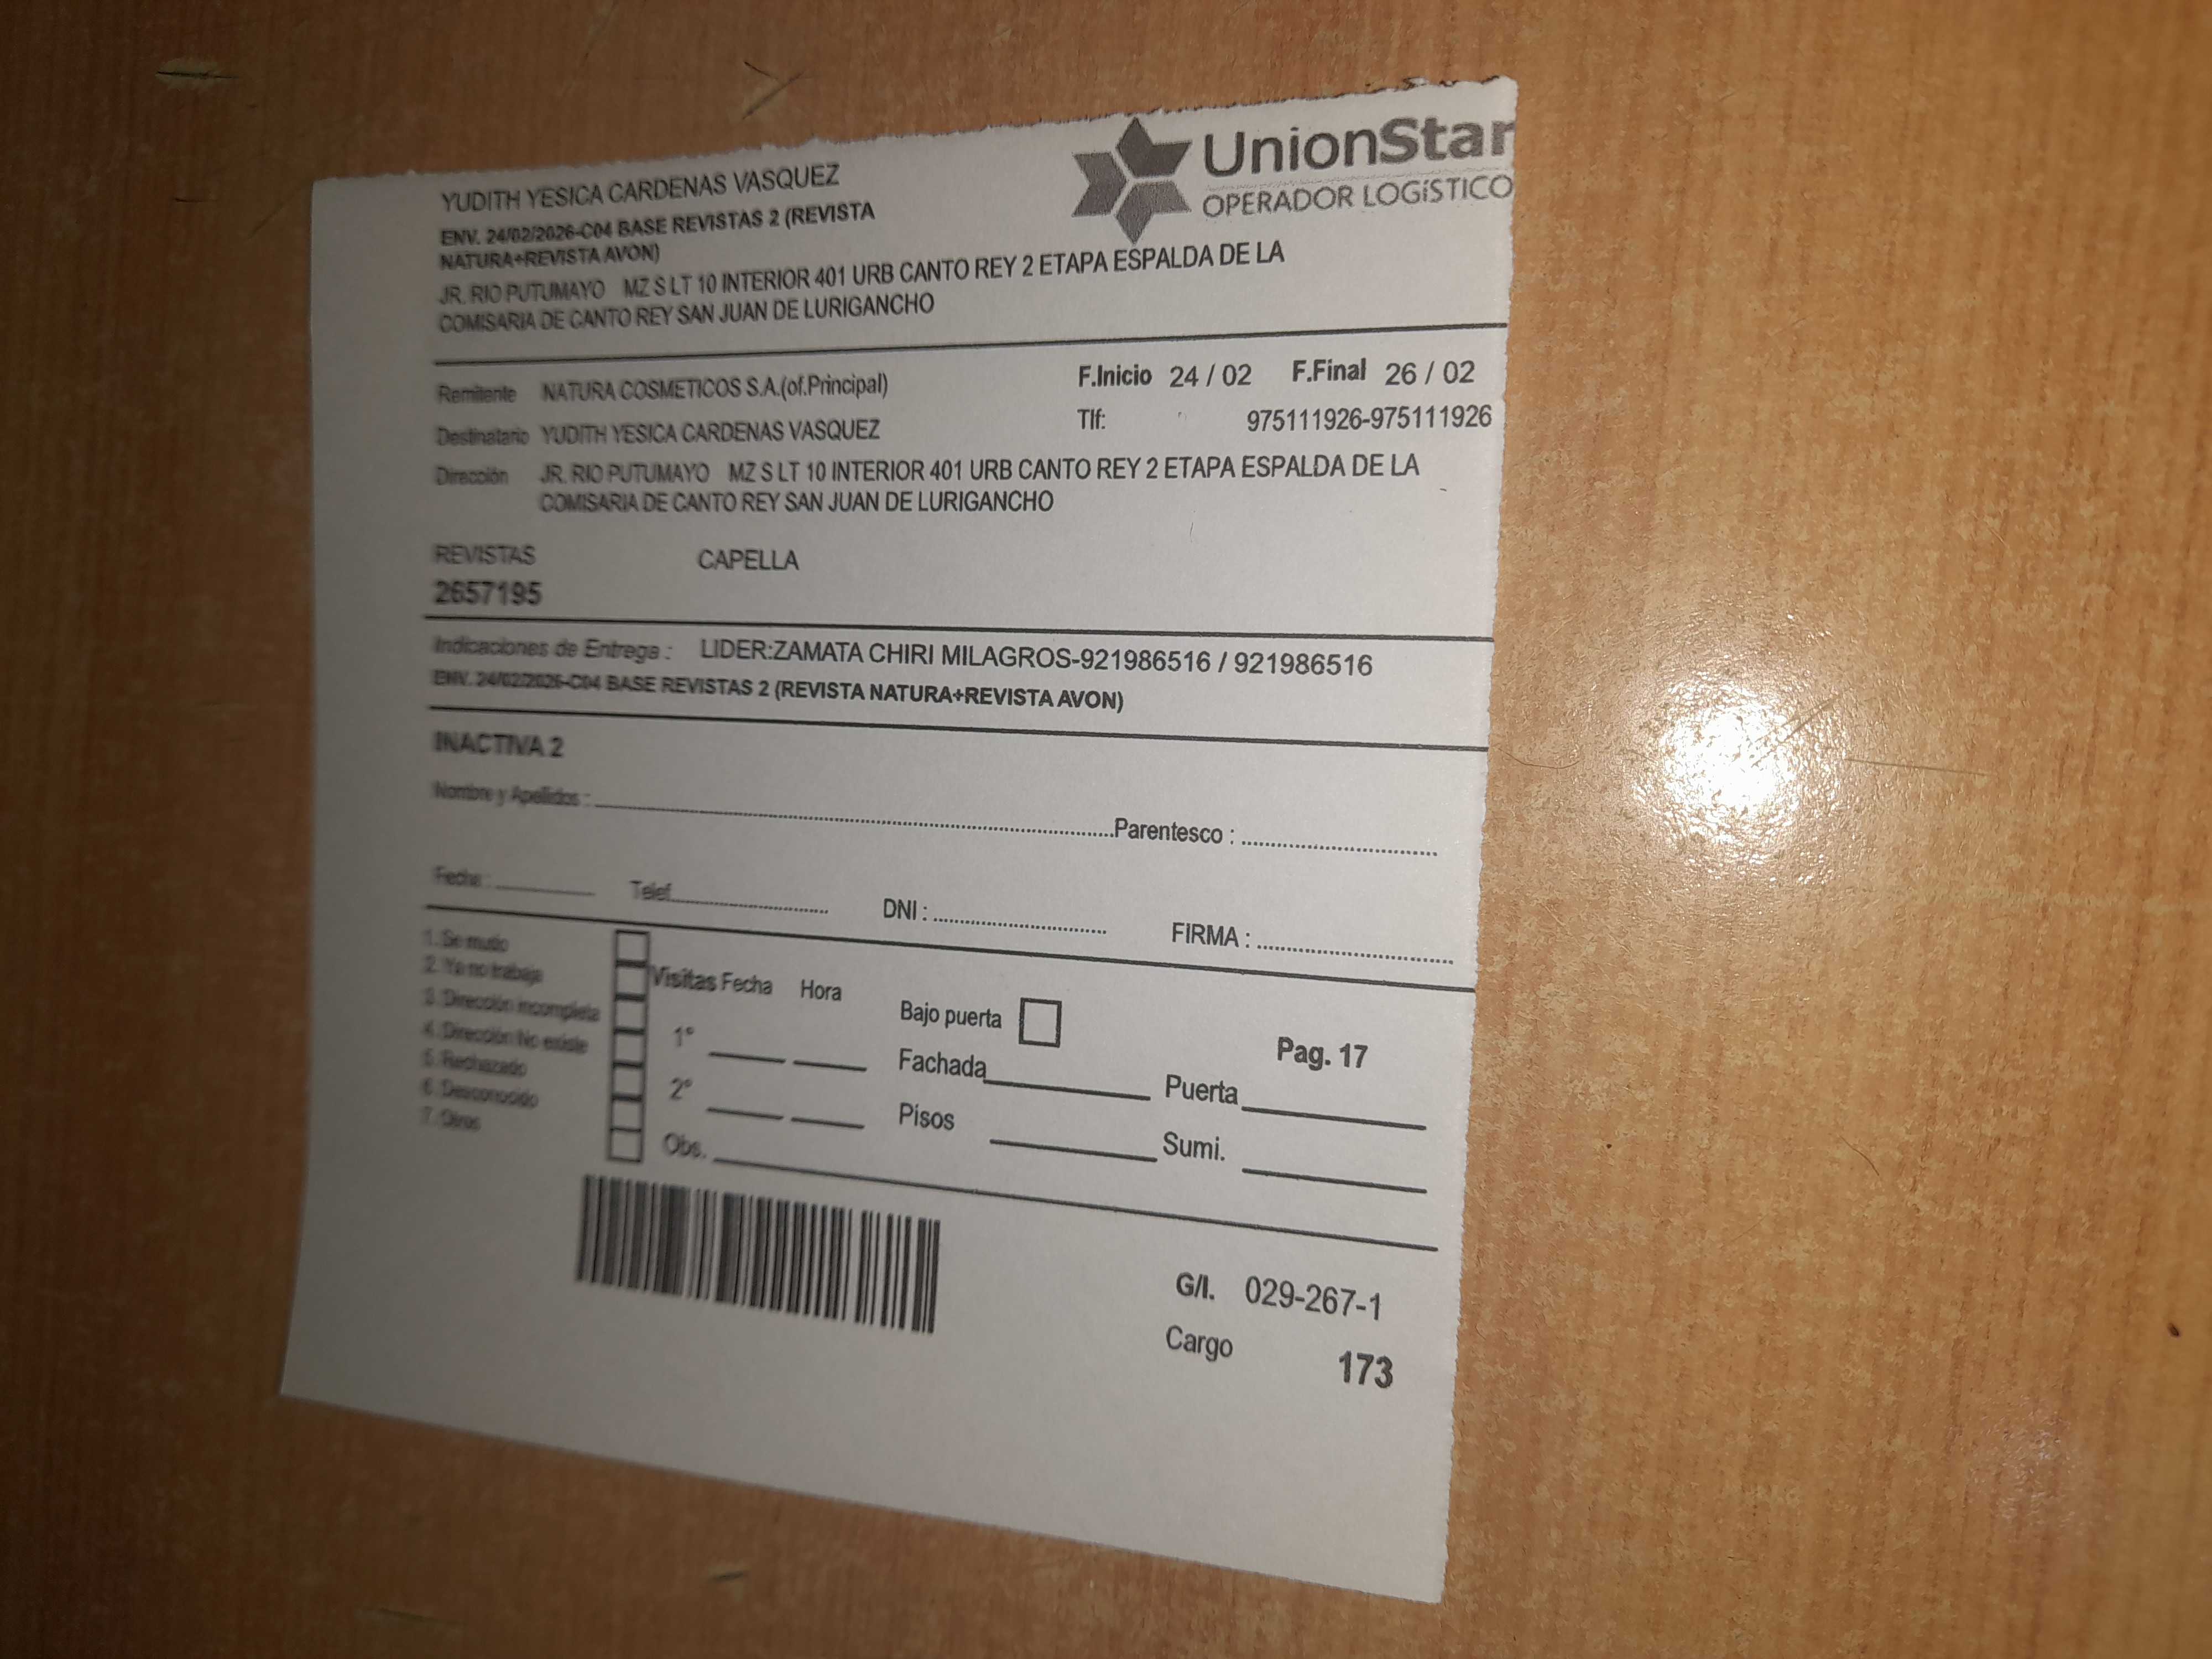 YUDITH YESICA CARDENAS VASQUEZ
ENV. 24/02/2026-C04 BASE REVISTAS 2 (REVISTA
NATURA+REVISTA AVON)
JR. RIO PUTUMAYO MZ S LT 10 INTERIOR 401 URB CANTO REY 2 ETAPA ESPALDA DE LA
COMISARIA DE CANTO REY SAN JUAN DE LURIGANCHO
UnionStar
OPERADOR LOGÍSTICO
Remitente NATURA COSMETICOS S.A.(of.Principal)
F.Inicio 24 / 02 F.Final 26 / 02
Destinatario YUDITH YESICA CARDENAS VASQUEZ
Tlf: 975111926-975111926
Dirección JR. RIO PUTUMAYO MZ S LT 10 INTERIOR 401 URB CANTO REY 2 ETAPA ESPALDA DE LA
COMISARIA DE CANTO REY SAN JUAN DE LURIGANCHO
REVISTAS CAPELLA
2657195
Indicaciones de Entrega : LIDER:ZAMATA CHIRI MILAGROS-921986516 / 921986516
ENV. 24/02/2026-C04 BASE REVISTAS 2 (REVISTA NATURA+REVISTA AVON)
INACTIVA 2
Nombre y Apellidos : Parentesco :
Fecha : Telef. DNI : FIRMA :
1. Se mudo
2. Ya no trabaja
3. Dirección incompleta
4. Dirección No existe
5. Rechazado
6. Desconocido
7. Otros
Visitas Fecha Hora
1°
2°
Obs.
Bajo puerta
Pag. 17
Fachada Puerta
Pisos Sumi.
G/I. 029-267-1
Cargo 173